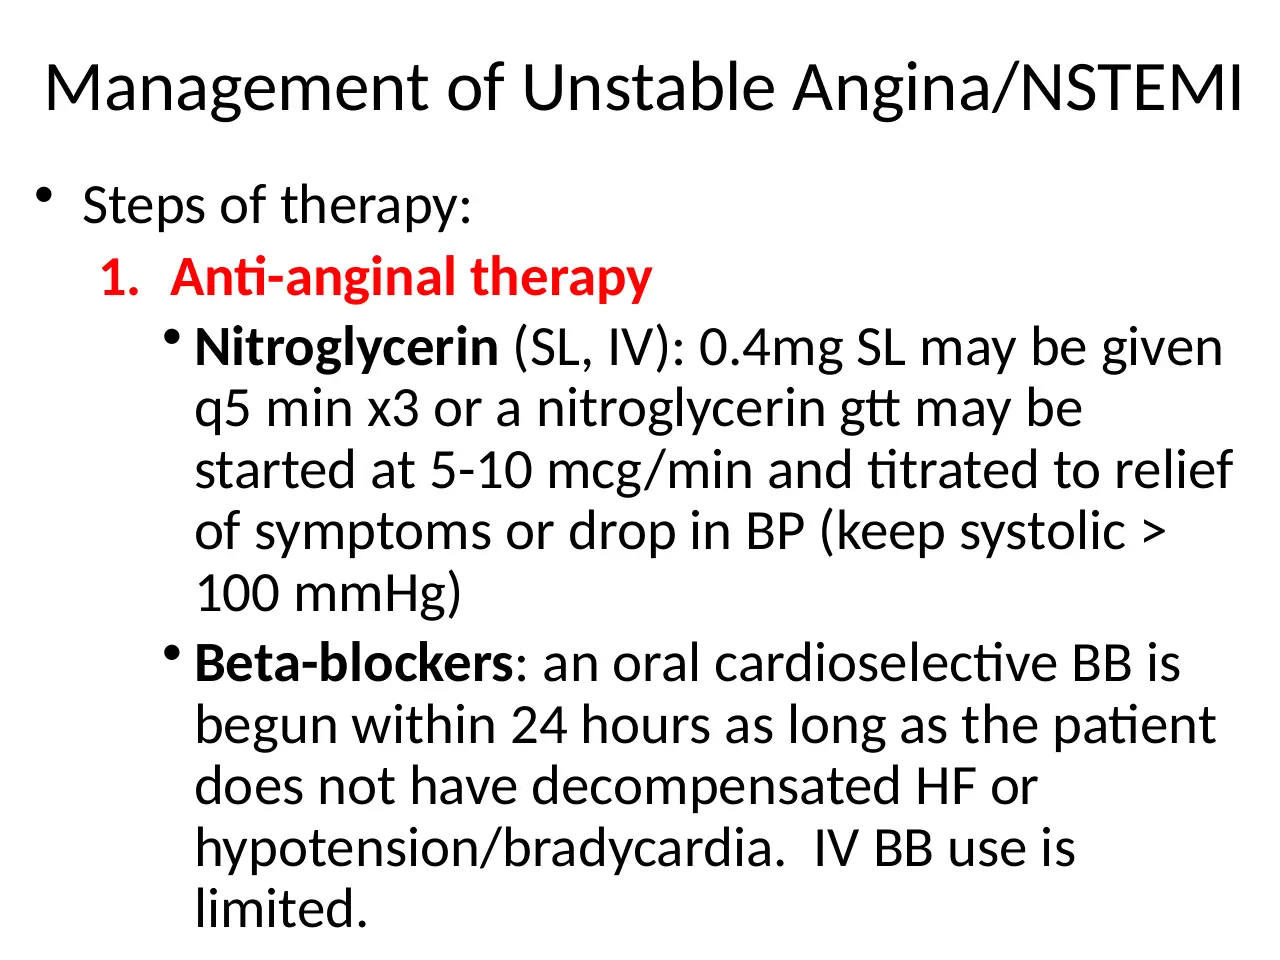 Management of Unstable Angina/NSTEMI
• Steps of therapy:
1. Anti-anginal therapy
• Nitroglycerin (SL, IV): 0.4mg SL may be given
q5 min x3 or a nitroglycerin gtt may be
started at 5-10 mcg/min and titrated to relief
of symptoms or drop in BP (keep systolic >
100 mmHg)
• Beta-blockers: an oral cardioselective BB is
begun within 24 hours as long as the patient
does not have decompensated HF or
hypotension/bradycardia.  IV BB use is
limited.